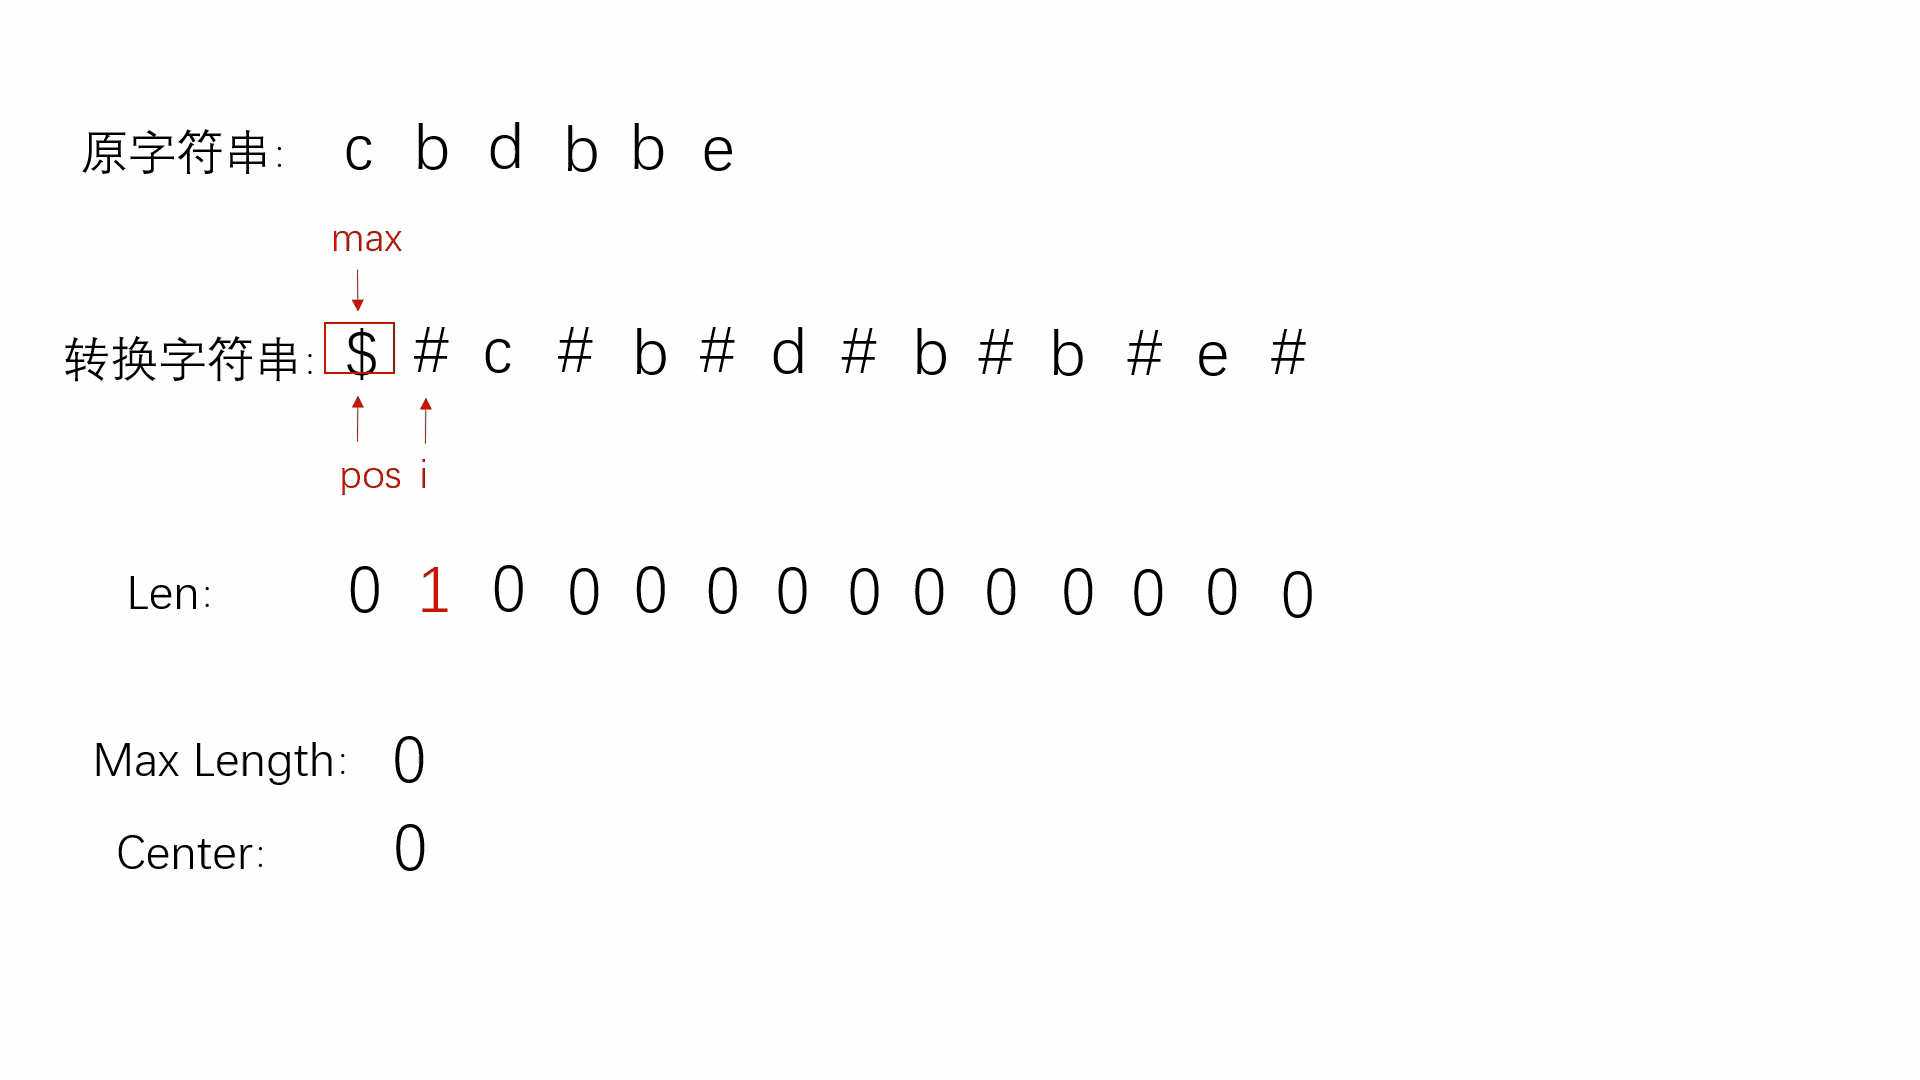 原字符串: c b d b b e
max
转换字符串: $ # c # b # d # b # b # e #
pos i
Len: 0 1 0 0 0 0 0 0 0 0 0 0 0 0
Max Length: 0
Center: 0